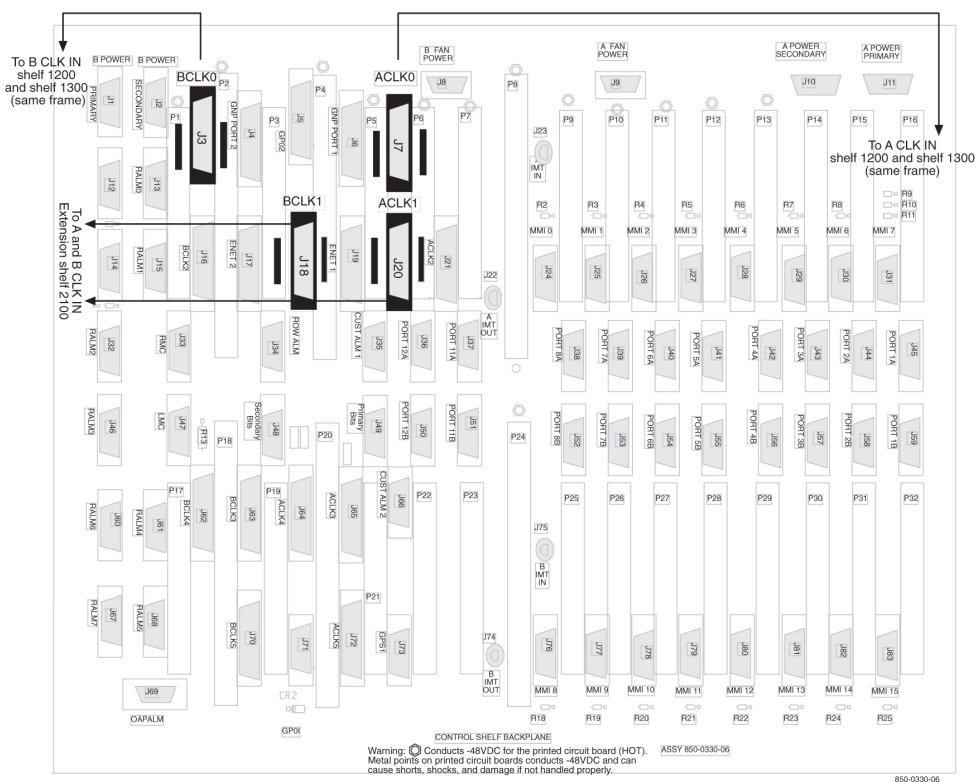 To B CLK IN
shelf 1200
and shelf 1300
(same frame)
B POWER
B POWER
BCLK0
ACLK0
B FAN
POWER
A FAN
POWER
A POWER
SECONDARY
A POWER
PRIMARY
PRIMARY
J1
SECONDARY
J2
P1
J3
P2
GNP PORT 2
J4
P3
GP02
J5
P4
GNP PORT 1
J6
P5
J7
P6
J8
P7
P8
J9
J10
J11
J23
A
IMT
IN
P9
P10
P11
P12
P13
P14
P15
P16
To A CLK IN
shelf 1200 and shelf 1300
(same frame)
J12
RALM0
J13
R2
R3
R4
R5
R6
R7
R8
R9
R10
R11
MMI 0
MMI 1
MMI 2
MMI 3
MMI 4
MMI 5
MMI 6
MMI 7
To A and B CLK IN
Extension shelf 2100
BCLK1
ACLK1
J14
RALM1
J15
BCLK2
J16
ENET 2
J17
J18
ENET 1
J19
J20
ACLK2
J21
J22
A
IMT
OUT
J24
J25
J26
J27
J28
J29
J30
J31
RALM2
J32
RMC
J33
J34
ROW ALM
CUST ALM 1
J35
PORT 12A
J36
PORT 11A
J37
PORT 8A
J38
PORT 7A
J39
PORT 6A
J40
PORT 5A
J41
PORT 4A
J42
PORT 3A
J43
PORT 2A
J44
PORT 1A
J45
RALM3
J46
LMC
J47
R13
P18
Secondary
Bits
J48
P20
Primary
Bits
J49
PORT 12B
J50
PORT 11B
J51
P24
PORT 8B
J52
PORT 7B
J53
PORT 6B
J54
PORT 5B
J55
PORT 4B
J56
PORT 3B
J57
PORT 2B
J58
PORT 1B
J59
RALM6
J60
RALM4
J61
P17
BCLK4
J62
BCLK3
J63
P19
ACLK4
J64
ACLK3
J65
CUST ALM 2
J66
P22
P23
P25
P26
P27
P28
P29
P30
P31
P32
J75
B
IMT
IN
RALM7
J67
RALM5
J68
BCLK5
J70
J71
ACLK5
P21
J72
GPS1
J73
J74
B
IMT
OUT
J76
J77
J78
J79
J80
J81
J82
J83
J69
OAPALM
CR2
GP0I
MMI 8
MMI 9
MMI 10
MMI 11
MMI 12
MMI 13
MMI 14
MMI 15
R18
R19
R20
R21
R22
R23
R24
R25
CONTROL SHELF BACKPLANE
Warning: Conducts -48VDC for the printed circuit board (HOT).
Metal points on printed circuit boards conducts -48VDC and can
cause shorts, shocks, and damage if not handled properly.
ASSY 850-0330-06
850-0330-06